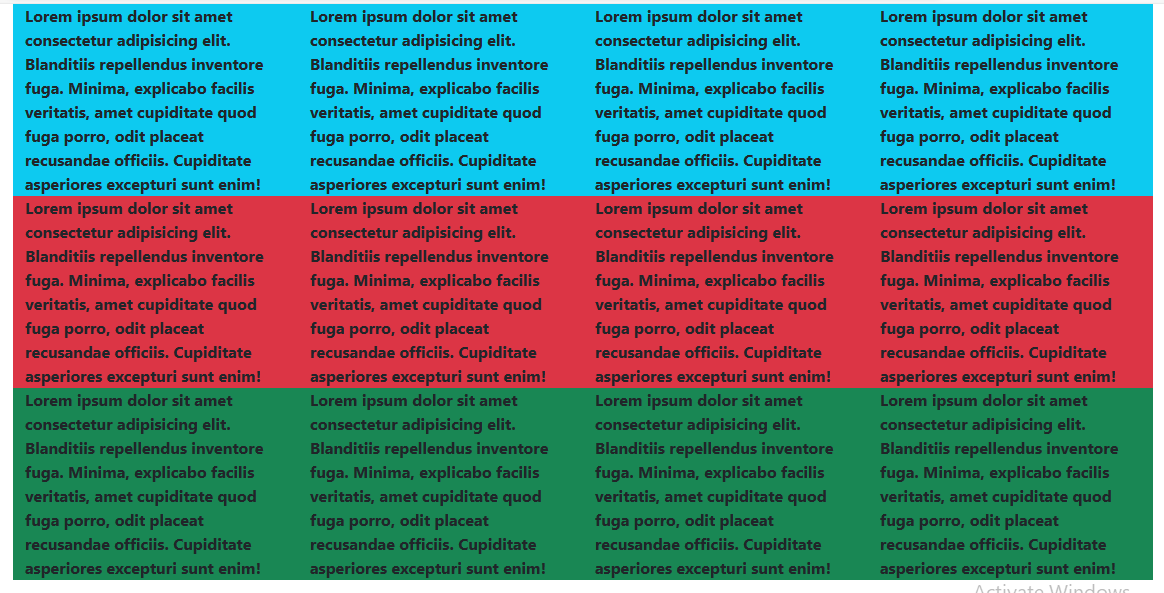 Lorem ipsum dolor sit amet
consectetur adipisicing elit.
Blanditiis repellendus inventore
fuga. Minima, explicabo facilis
veritatis, amet cupiditate quod
fuga porro, odit placeat
recusandae officiis. Cupiditate
asperiores excepturi sunt enim!
Lorem ipsum dolor sit amet
consectetur adipisicing elit.
Blanditiis repellendus inventore
fuga. Minima, explicabo facilis
veritatis, amet cupiditate quod
fuga porro, odit placeat
recusandae officiis. Cupiditate
asperiores excepturi sunt enim!
Lorem ipsum dolor sit amet
consectetur adipisicing elit.
Blanditiis repellendus inventore
fuga. Minima, explicabo facilis
veritatis, amet cupiditate quod
fuga porro, odit placeat
recusandae officiis. Cupiditate
asperiores excepturi sunt enim!
Lorem ipsum dolor sit amet
consectetur adipisicing elit.
Blanditiis repellendus inventore
fuga. Minima, explicabo facilis
veritatis, amet cupiditate quod
fuga porro, odit placeat
recusandae officiis. Cupiditate
asperiores excepturi sunt enim!
Lorem ipsum dolor sit amet
consectetur adipisicing elit.
Blanditiis repellendus inventore
fuga. Minima, explicabo facilis
veritatis, amet cupiditate quod
fuga porro, odit placeat
recusandae officiis. Cupiditate
asperiores excepturi sunt enim!
Lorem ipsum dolor sit amet
consectetur adipisicing elit.
Blanditiis repellendus inventore
fuga. Minima, explicabo facilis
veritatis, amet cupiditate quod
fuga porro, odit placeat
recusandae officiis. Cupiditate
asperiores excepturi sunt enim!
Lorem ipsum dolor sit amet
consectetur adipisicing elit.
Blanditiis repellendus inventore
fuga. Minima, explicabo facilis
veritatis, amet cupiditate quod
fuga porro, odit placeat
recusandae officiis. Cupiditate
asperiores excepturi sunt enim!
Lorem ipsum dolor sit amet
consectetur adipisicing elit.
Blanditiis repellendus inventore
fuga. Minima, explicabo facilis
veritatis, amet cupiditate quod
fuga porro, odit placeat
recusandae officiis. Cupiditate
asperiores excepturi sunt enim!
Lorem ipsum dolor sit amet
consectetur adipisicing elit.
Blanditiis repellendus inventore
fuga. Minima, explicabo facilis
veritatis, amet cupiditate quod
fuga porro, odit placeat
recusandae officiis. Cupiditate
asperiores excepturi sunt enim!
Lorem ipsum dolor sit amet
consectetur adipisicing elit.
Blanditiis repellendus inventore
fuga. Minima, explicabo facilis
veritatis, amet cupiditate quod
fuga porro, odit placeat
recusandae officiis. Cupiditate
asperiores excepturi sunt enim!
Lorem ipsum dolor sit amet
consectetur adipisicing elit.
Blanditiis repellendus inventore
fuga. Minima, explicabo facilis
veritatis, amet cupiditate quod
fuga porro, odit placeat
recusandae officiis. Cupiditate
asperiores excepturi sunt enim!
Lorem ipsum dolor sit amet
consectetur adipisicing elit.
Blanditiis repellendus inventore
fuga. Minima, explicabo facilis
veritatis, amet cupiditate quod
fuga porro, odit placeat
recusandae officiis. Cupiditate
asperiores excepturi sunt enim!
Activate Windows